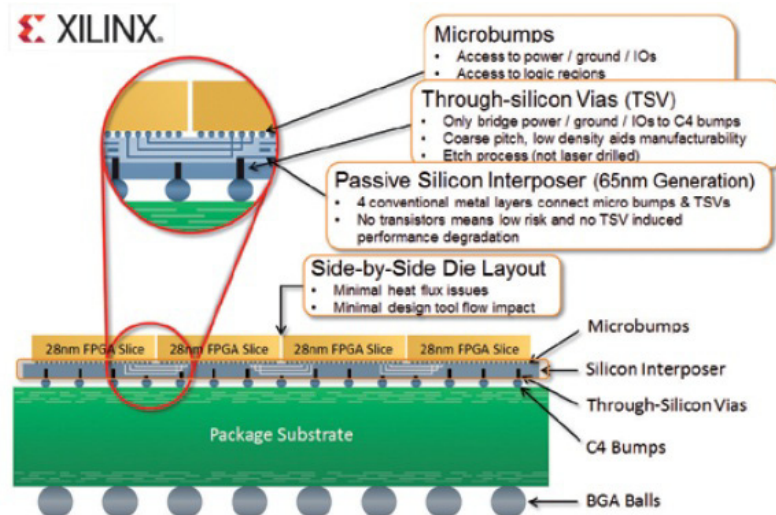 XILINX®
Microbumps
• Access to power / ground / IOs
• Access to logic regions
Through-silicon Vias (TSV)
• Only bridge power / ground / IOs to C4 bumps
• Coarse pitch, low density aids manufacturability
• Etch process (not laser drilled)
Passive Silicon Interposer (65nm Generation)
• 4 conventional metal layers connect micro bumps & TSVs
• No transistors means low risk and no TSV induced
performance degradation
Side-by-Side Die Layout
• Minimal heat flux issues
• Minimal design tool flow impact
28nm FPGA Slice
28nm FPGA Slice
28nm FPGA Slice
28nm FPGA Slice
Microbumps
Silicon Interposer
Through-Silicon Vias
Package Substrate
C4 Bumps
BGA Balls